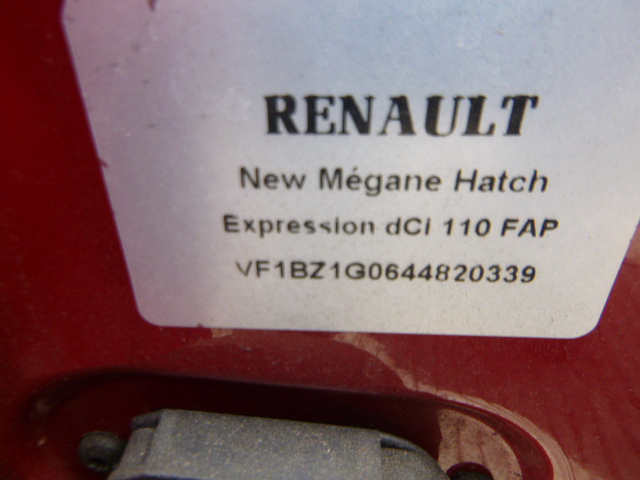 RENAULT
New Mégane Hatch
Expression dCi 110 FAP
VF1BZ1G0644820339